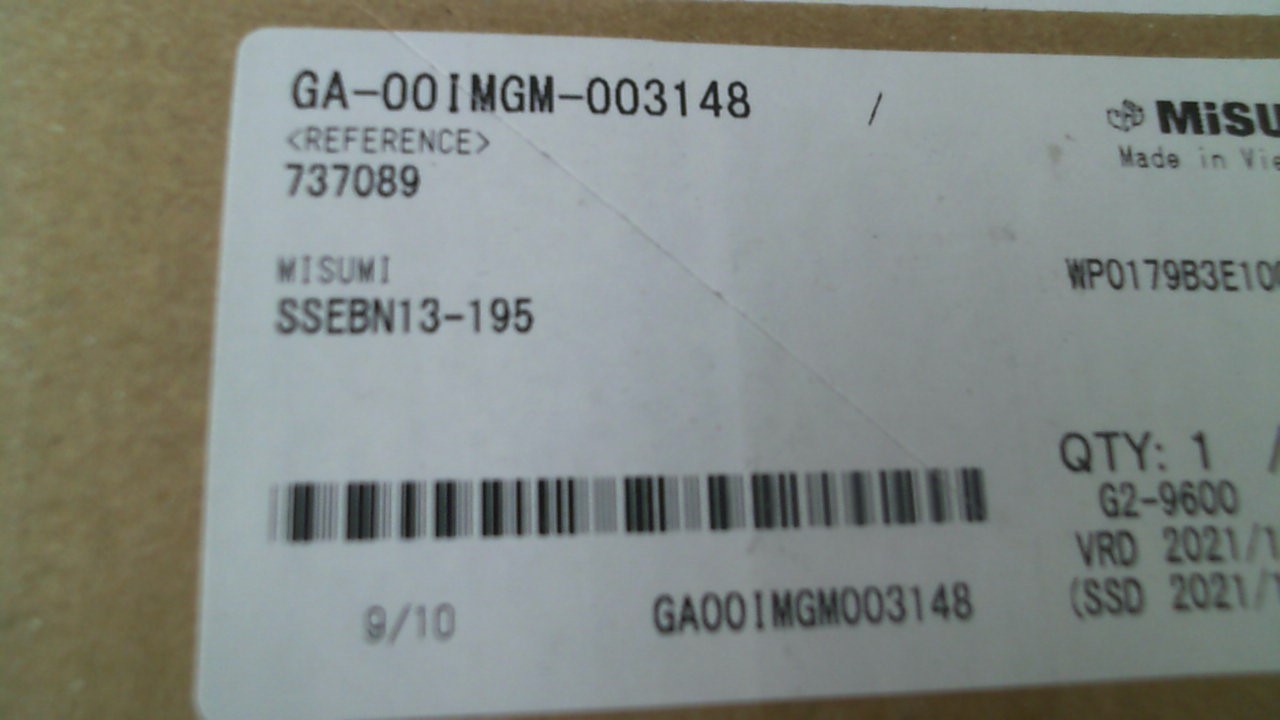 GA-00IMGM-003148 /
<REFERENCE>
737089
MISUMI
SSEBN13-195
GA00IMGM003148
9/10
MiSU
Made in Vie
WP0179B3E10
QTY: 1 /
G2-9600
VRD 2021/1
(SSD 2021/1